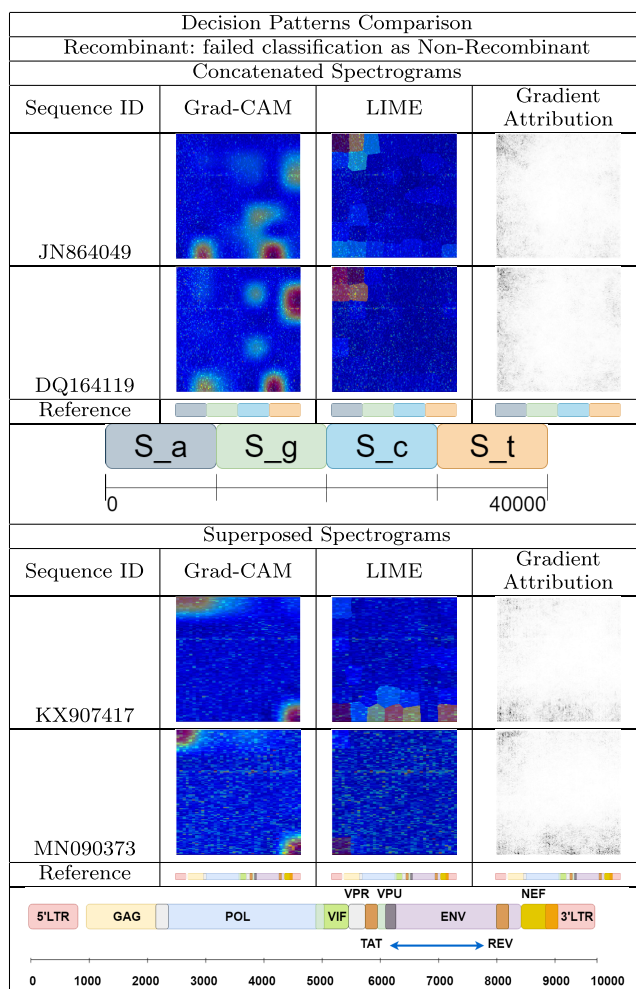 Decision Patterns Comparison
Recombinant: failed classification as Non-Recombinant
Concatenated Spectrograms
Sequence ID Grad-CAM LIME Gradient Attribution
JN864049
DQ164119
Reference
S_a S_g S_c S_t
0 40000
Superposed Spectrograms
Sequence ID Grad-CAM LIME Gradient Attribution
KX907417
MN090373
Reference
VPR VPU NEF
5'LTR GAG POL VIF ENV 3'LTR
TAT REV
0 1000 2000 3000 4000 5000 6000 7000 8000 9000 10000